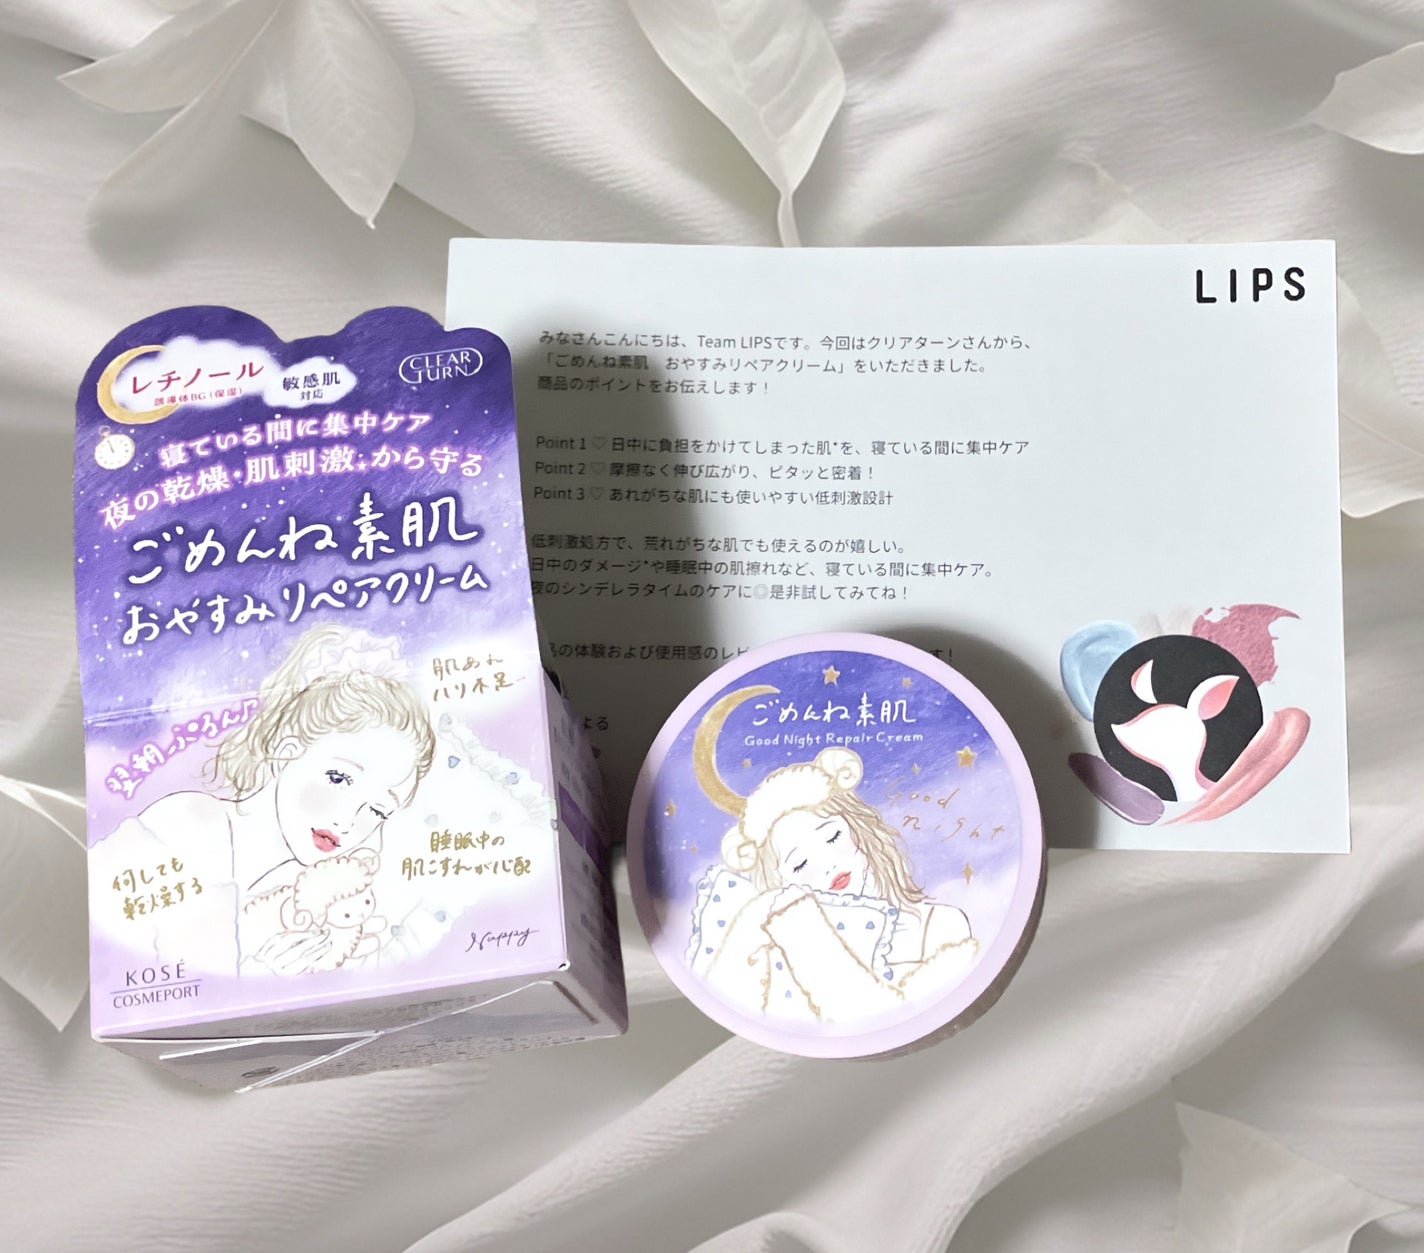 レチノール
誘導体BG(保湿)
敏感肌
対応
CLEAR
TURN
寝ている間に集中ケア
夜の乾燥・肌刺激*から守る
ごめんね素肌
おやすみリペアクリーム
肌あれ
ハリ不足…
翌朝ぷるん♪
何しても
乾燥する
睡眠中の
肌こすれが心配
Nappy
KOSÉ
COSMEPORT
LIPS
みなさんこんにちは、Team LIPSです。今回はクリアターンさんから、
「ごめんね素肌　おやすみリペアクリーム」をいただきました。
商品のポイントをお伝えします！
Point 1 ♡ 日中に負担をかけてしまった肌*を、寝ている間に集中ケア
Point 2 ♡ 摩擦なく伸び広がり、ピタッと密着！
Point 3 ♡ あれがちな肌にも使いやすい低刺激設計
低刺激処方で、荒れがちな肌でも使えるのが嬉しい。
日中のダメージ*や睡眠中の肌擦れなど、寝ている間に集中ケア。
夜のシンデレラタイムのケアに◎是非試してみてね！
の体験および使用感のレビ
す！
よる
ごめんね素肌
Good Night Repair Cream
Good
night